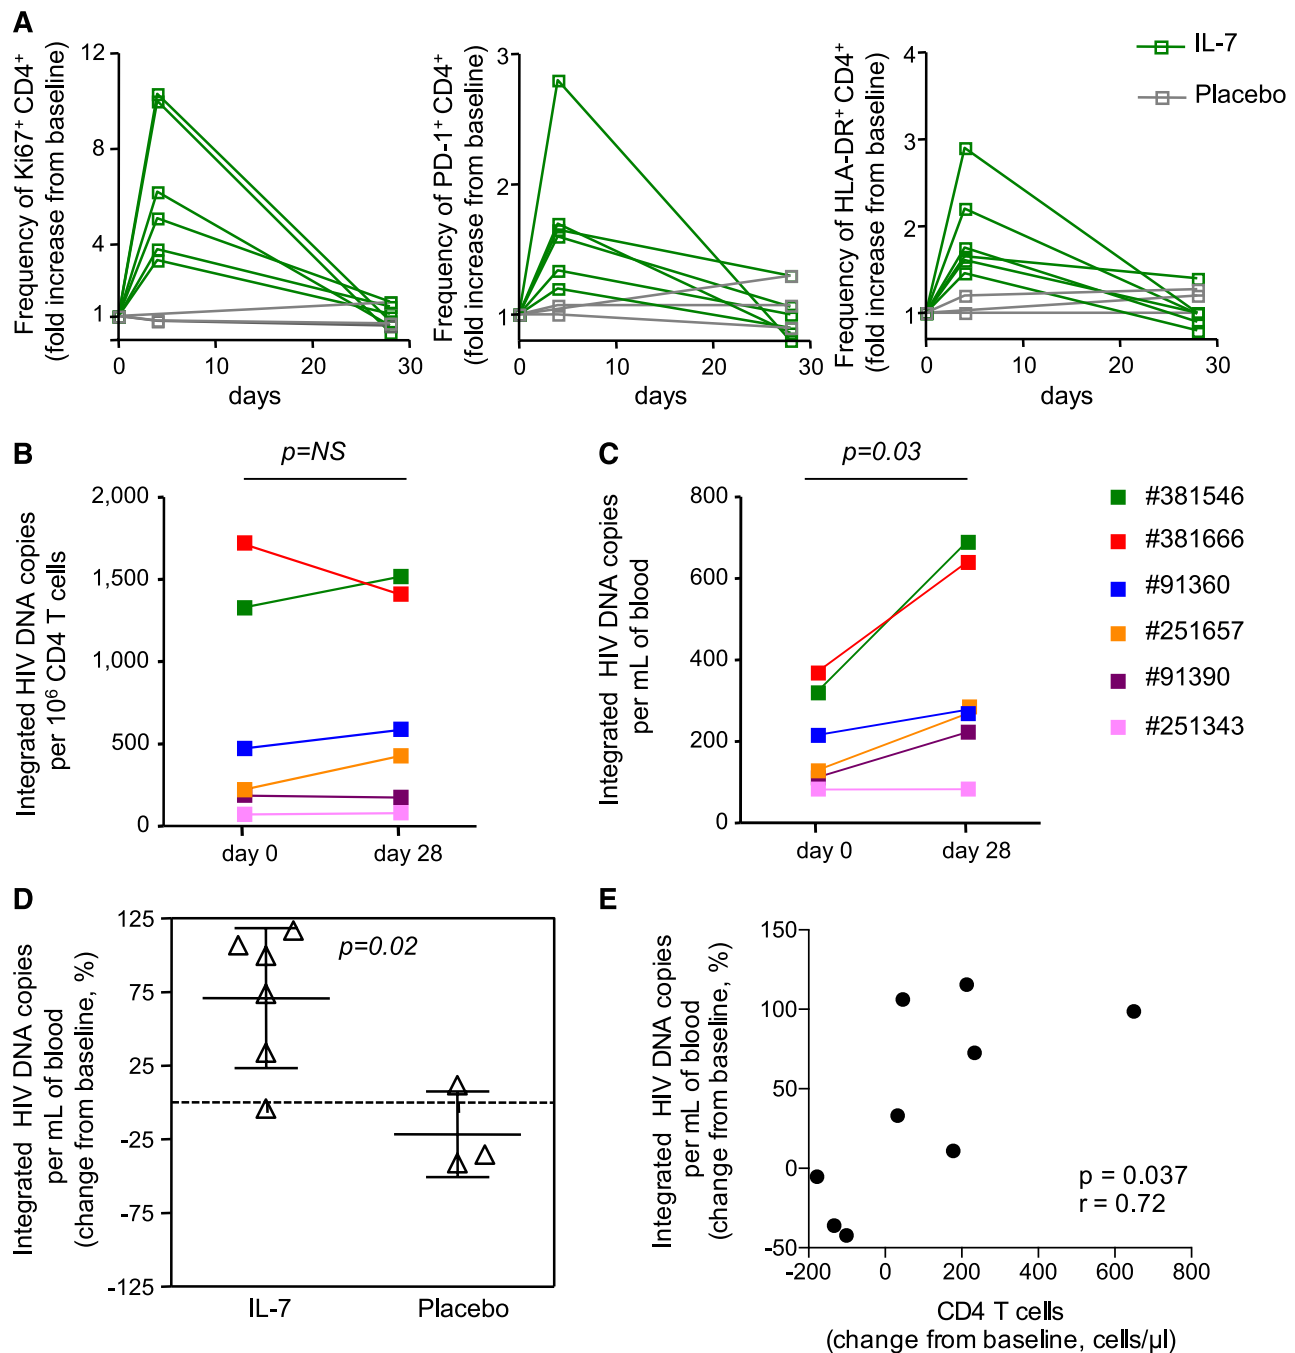 A
Frequency of Ki67⁺ CD4⁺
(fold increase from baseline)
12
8
4
1
0
10
20
30
days
Frequency of PD-1⁺ CD4⁺
(fold increase from baseline)
3
2
1
0
10
20
30
days
Frequency of HLA-DR⁺ CD4⁺
(fold increase from baseline)
4
3
2
1
0
10
20
30
days
IL-7
Placebo
B
p=NS
Integrated HIV DNA copies
per 10⁶ CD4 T cells
2,000
1,500
1,000
500
0
day 0
day 28
C
p=0.03
Integrated HIV DNA copies
per mL of blood
800
600
400
200
0
day 0
day 28
#381546
#381666
#91360
#251657
#91390
#251343
D
Integrated HIV DNA copies
per mL of blood
(change from baseline, %)
125
75
25
-25
-75
-125
p=0.02
IL-7
Placebo
E
Integrated HIV DNA copies
per mL of blood
(change from baseline, %)
150
100
50
0
-50
p = 0.037
r = 0.72
-200
0
200
400
600
800
CD4 T cells
(change from baseline, cells/µl)